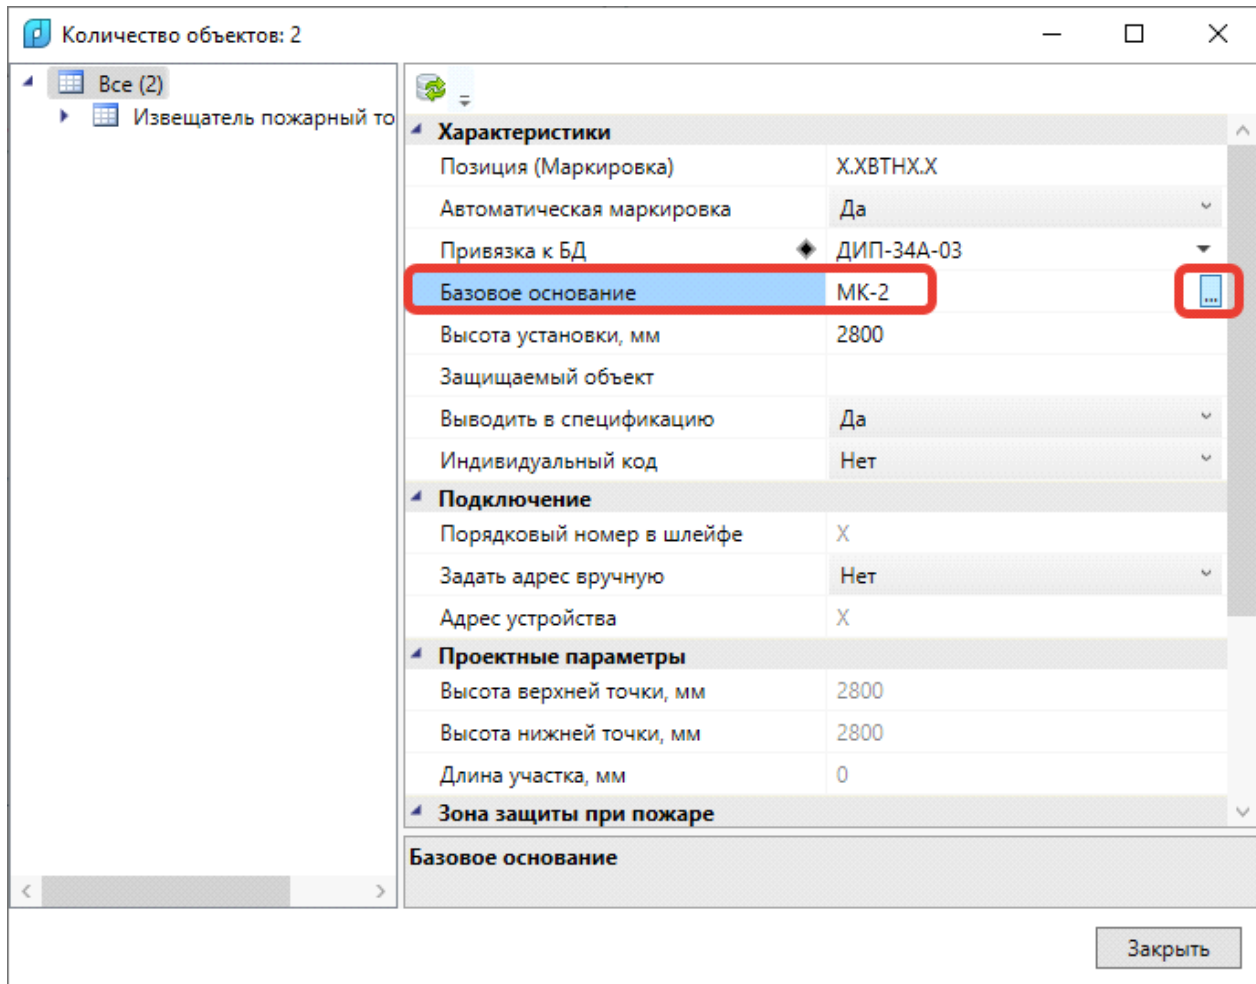 Количество объектов: 2
Все (2)
Извещатель пожарный то
Характеристики
Позиция (Маркировка) X.XBTHX.X
Автоматическая маркировка Да
Привязка к БД ДИП-34А-03
Базовое основание МК-2
...
Высота установки, мм 2800
Защищаемый объект
Выводить в спецификацию Да
Индивидуальный код Нет
Подключение
Порядковый номер в шлейфе X
Задать адрес вручную Нет
Адрес устройства X
Проектные параметры
Высота верхней точки, мм 2800
Высота нижней точки, мм 2800
Длина участка, мм 0
Зона защиты при пожаре
Базовое основание
Закрыть